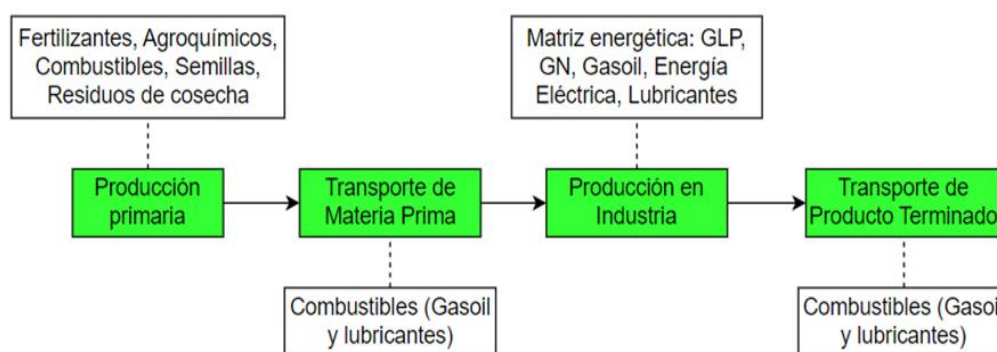 Fertilizantes, Agroquímicos,
Combustibles, Semillas,
Residuos de cosecha
Matriz energética: GLP,
GN, Gasoil, Energía
Eléctrica, Lubricantes
Producción
primaria
Transporte de
Materia Prima
Producción en
Industria
Transporte de
Producto Terminado
Combustibles (Gasoil
y lubricantes)
Combustibles (Gasoil
y lubricantes)